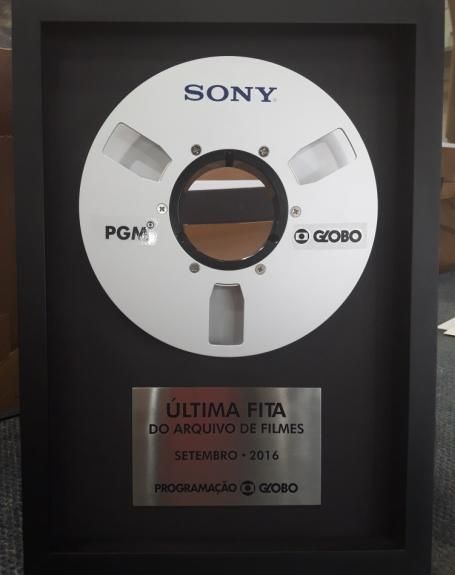 SONY
PGM
GLOBO
ÚLTIMA FITA
DO ARQUIVO DE FILMES
SETEMBRO • 2016
PROGRAMAÇÃO GLOBO